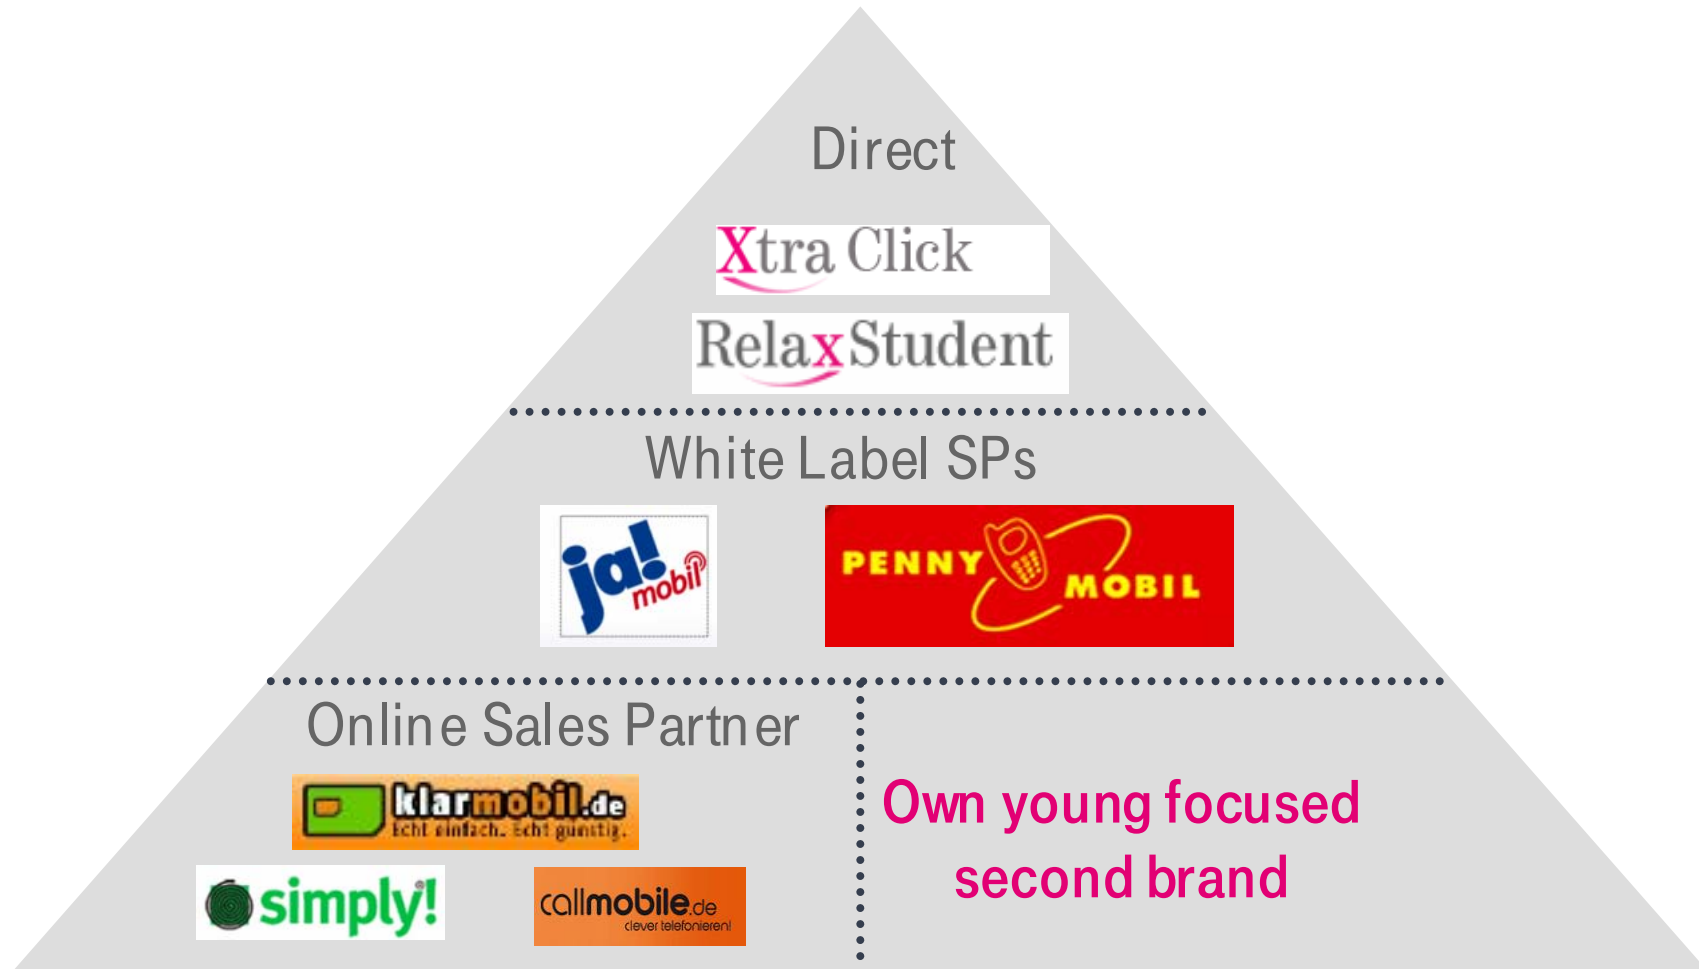 Direct
Xtra Click
RelaxStudent
White Label SPs
ja!
mobil
PENNY
MOBIL
Online Sales Partner
klarmobil.de
Echt einfach. Echt günstig.
Own young focused
second brand
simply!
callmobile.de
clever telefonieren!